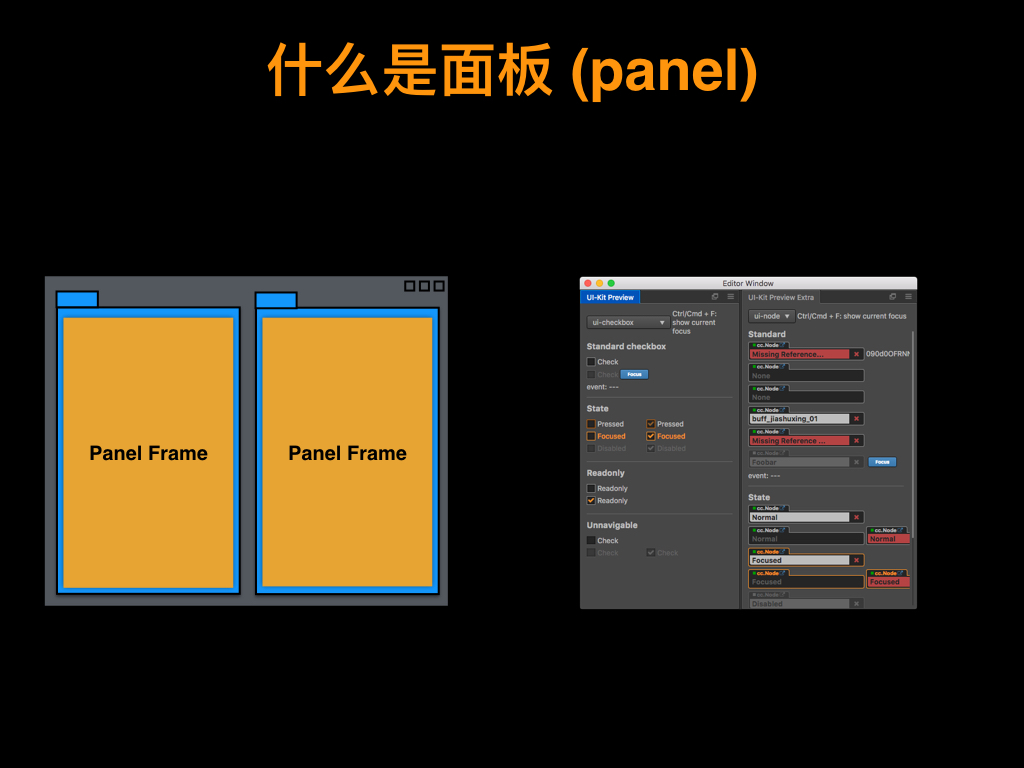 什么是面板 (panel)
Panel Frame
Panel Frame
Editor Window
UI-Kit Preview
ui-checkbox
Ctrl/Cmd + F:
show current
focus
Standard checkbox
Check
Check
Focus
event: ---
State
Pressed
Pressed
Focused
Focused
Disabled
Disabled
Readonly
Readonly
Readonly
Unnavigable
Check
Check
Check
UI-Kit Preview Extra
ui-node
Ctrl/Cmd + F: show current focus
Standard
cc.Node
Missing Reference...
090d0OFRN
cc.Node
None
cc.Node
None
cc.Node
buff_jiashuxing_01
cc.Node
Missing Reference ...
cc.Node
Foobar
Focus
event: ---
State
cc.Node
Normal
cc.Node
cc.Node
Normal
Normal
cc.Node
Focused
cc.Node
cc.Node
Focused
Focused
cc.Node
Disabled